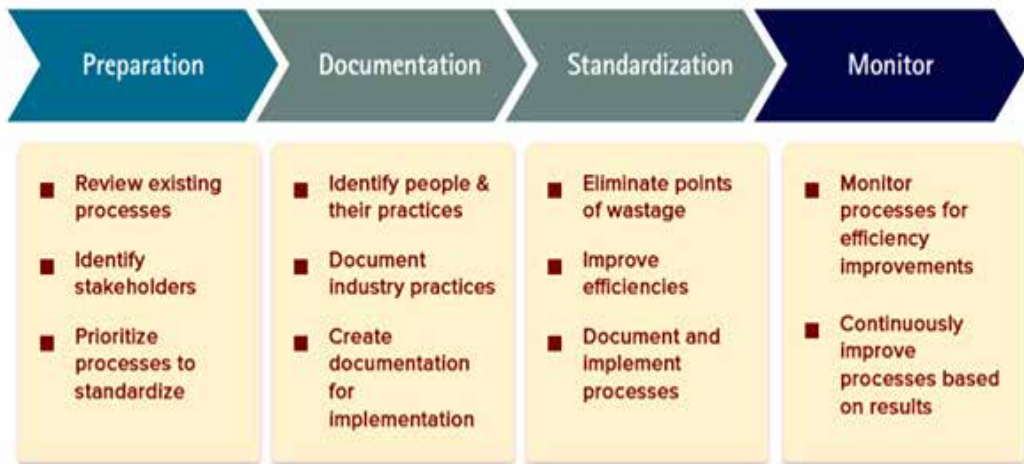 Preparation
Documentation
Standardization
Monitor
Review existing
processes
Identify
stakeholders
Prioritize
processes to
standardize
Identify people &
their practices
Document
industry practices
Create
documentation
for
implementation
Eliminate points
of wastage
Improve
efficiencies
Document and
implement
processes
Monitor
processes for
efficiency
improvements
Continuously
improve
processes based
on results